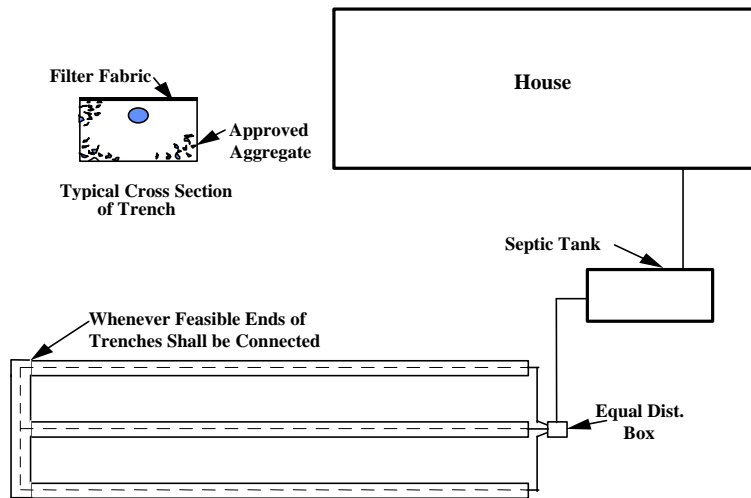 House
Filter Fabric
Approved
Aggregate
Typical Cross Section
of Trench
Septic Tank
Whenever Feasible Ends of
Trenches Shall be Connected
Equal Dist.
Box